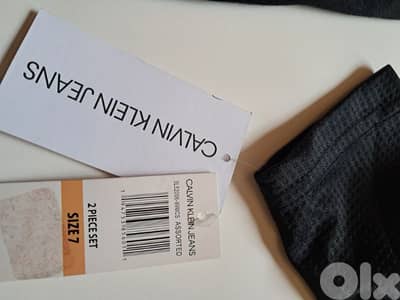 CALVIN KLEIN JEANS
CALVIN KLEIN JEANS
ASSORTED
2 PIECE SET
SIZE 7
OLX